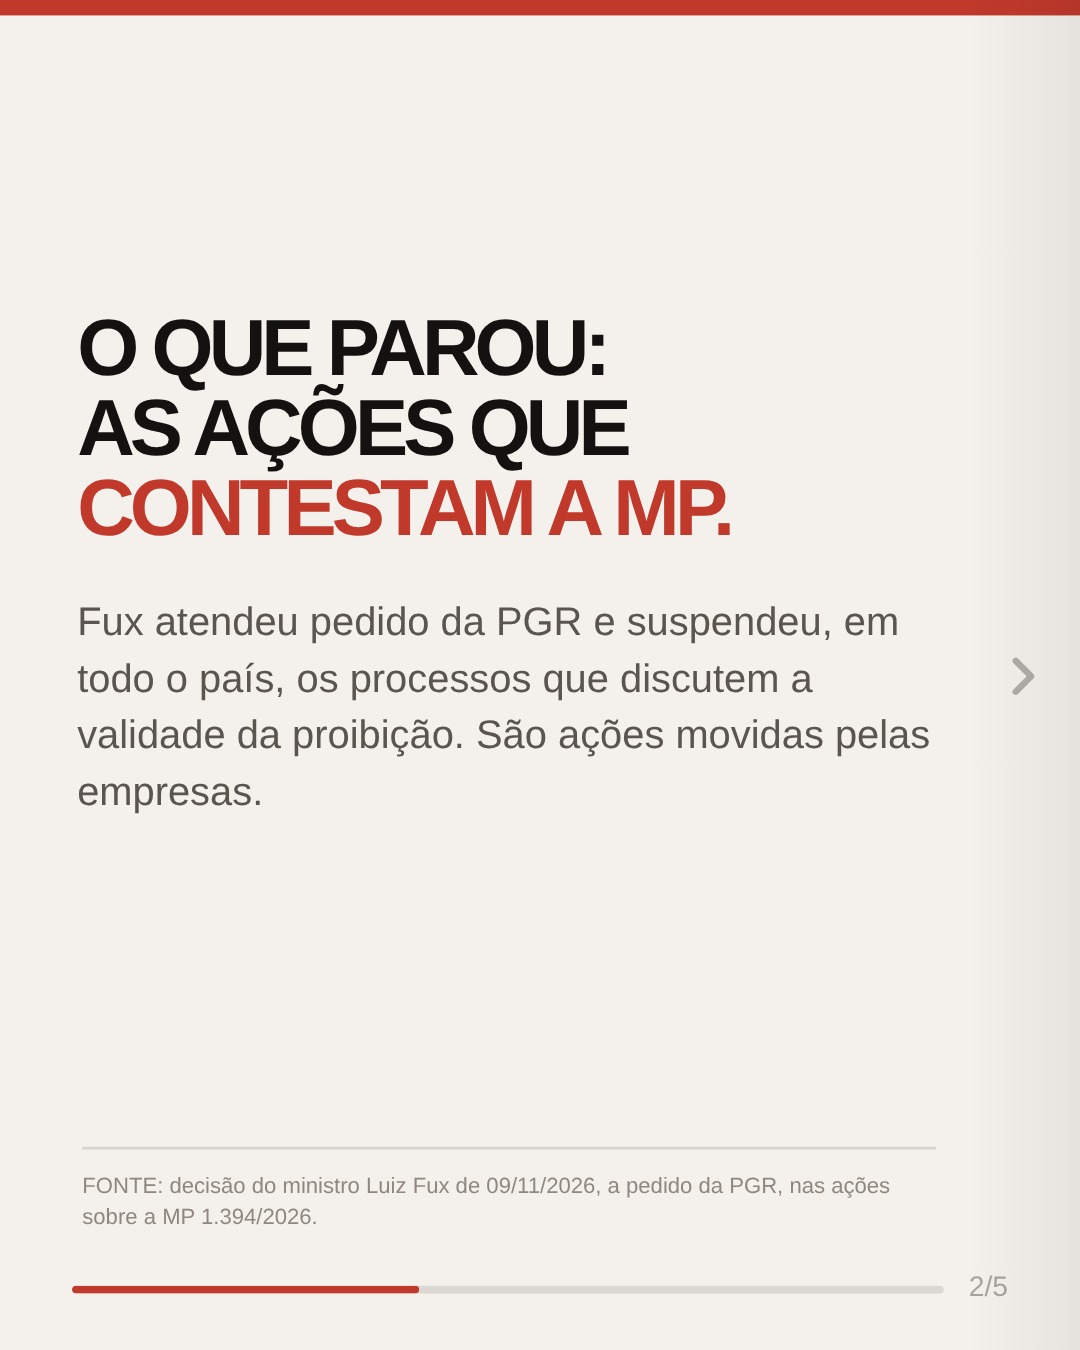 O QUE PAROU:
AS AÇÕES QUE
CONTESTAM A MP.
Fux atendeu pedido da PGR e suspendeu, em
todo o país, os processos que discutem a
validade da proibição. São ações movidas pelas
empresas.
FONTE: decisão do ministro Luiz Fux de 09/11/2026, a pedido da PGR, nas ações
sobre a MP 1.394/2026.
2/5